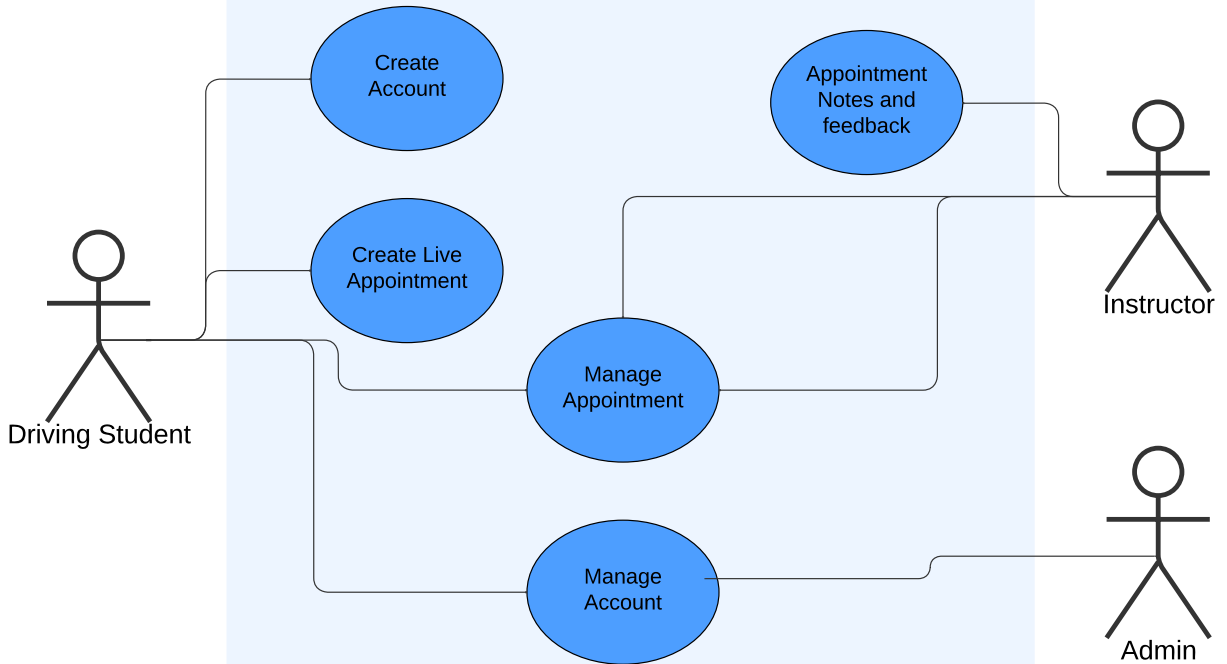 Create
Account
Appointment
Notes and
feedback
Create Live
Appointment
Instructor
Manage
Appointment
Driving Student
Manage
Account
Admin